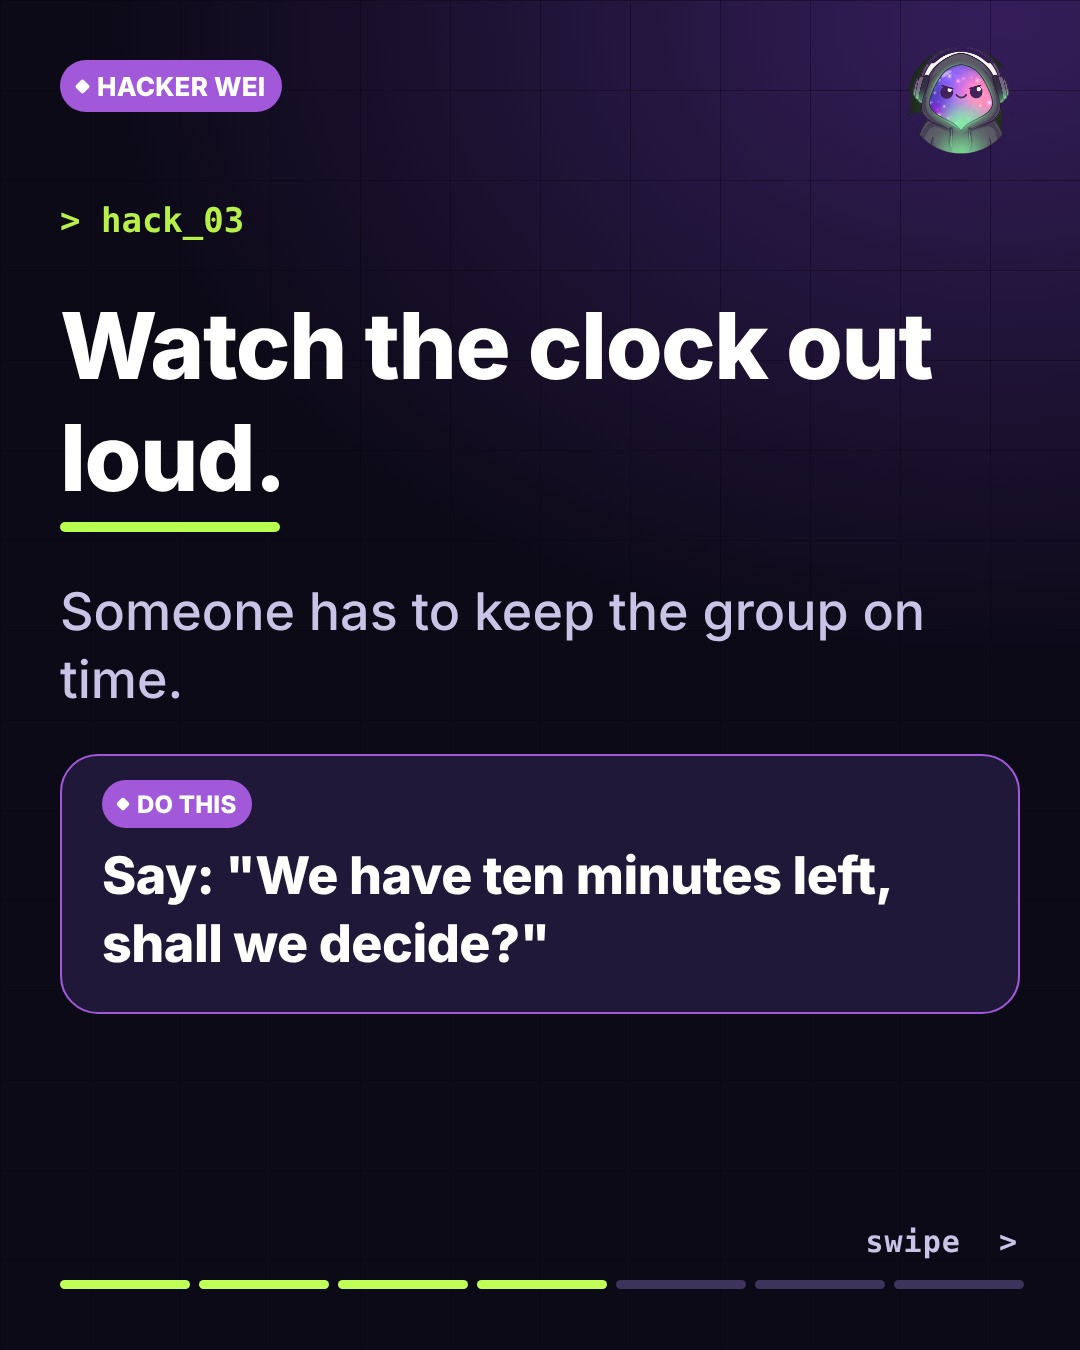 HACKER WEI
> hack_03
Watch the clock out
loud.
Someone has to keep the group on
time.
DO THIS
Say: "We have ten minutes left,
shall we decide?"
swipe >